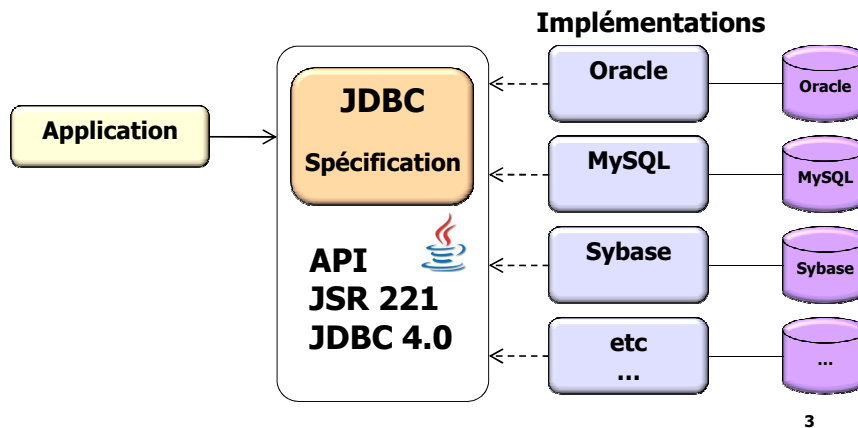 Implémentations
Application
JDBC
Spécification
API
JSR 221
JDBC 4.0
Oracle
Oracle
MySQL
MySQL
Sybase
Sybase
etc
...
...
3